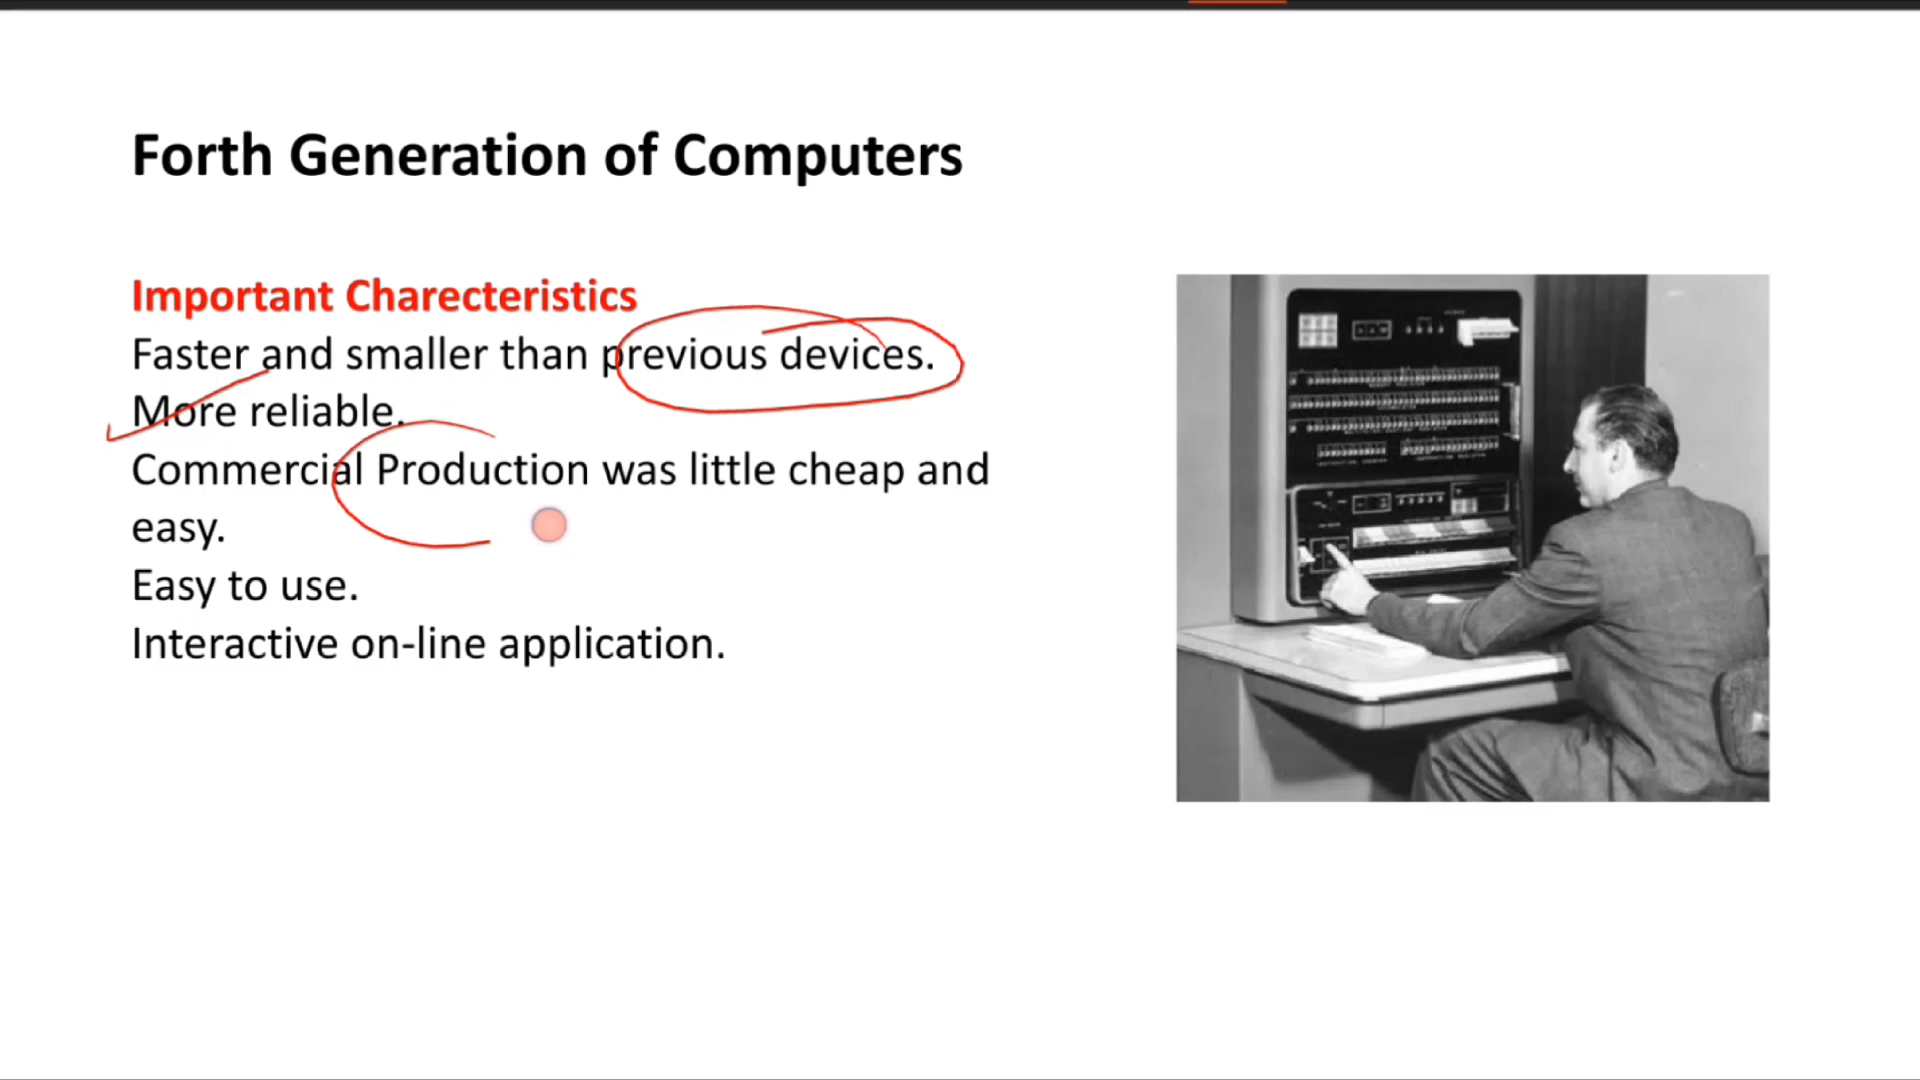 Forth Generation of Computers
Important Charecteristics
Faster and smaller than previous devices.
More reliable.
Commercial Production was little cheap and
easy.
Easy to use.
Interactive on-line application.